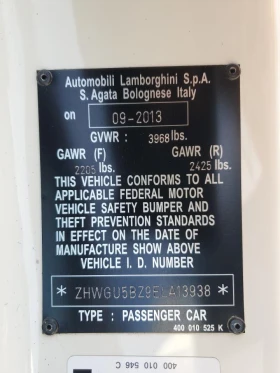 Automobili Lamborghini S.p.A.
S. Agata Bolognese Italy
on 09-2013
GVWR : 3968 lbs.
GAWR (F) GAWR (R)
2205 lbs. 2425 lbs.
THIS VEHICLE CONFORMS TO ALL
APPLICABLE FEDERAL MOTOR
VEHICLE SAFETY BUMPER AND
THEFT PREVENTION STANDARDS
IN EFFECT ON THE DATE OF
MANUFACTURE SHOW ABOVE
VEHICLE I. D. NUMBER
* ZHWGU5BZ9ELA13938 *
TYPE : PASSENGER CAR
400 010 525 K
400 010 546 C